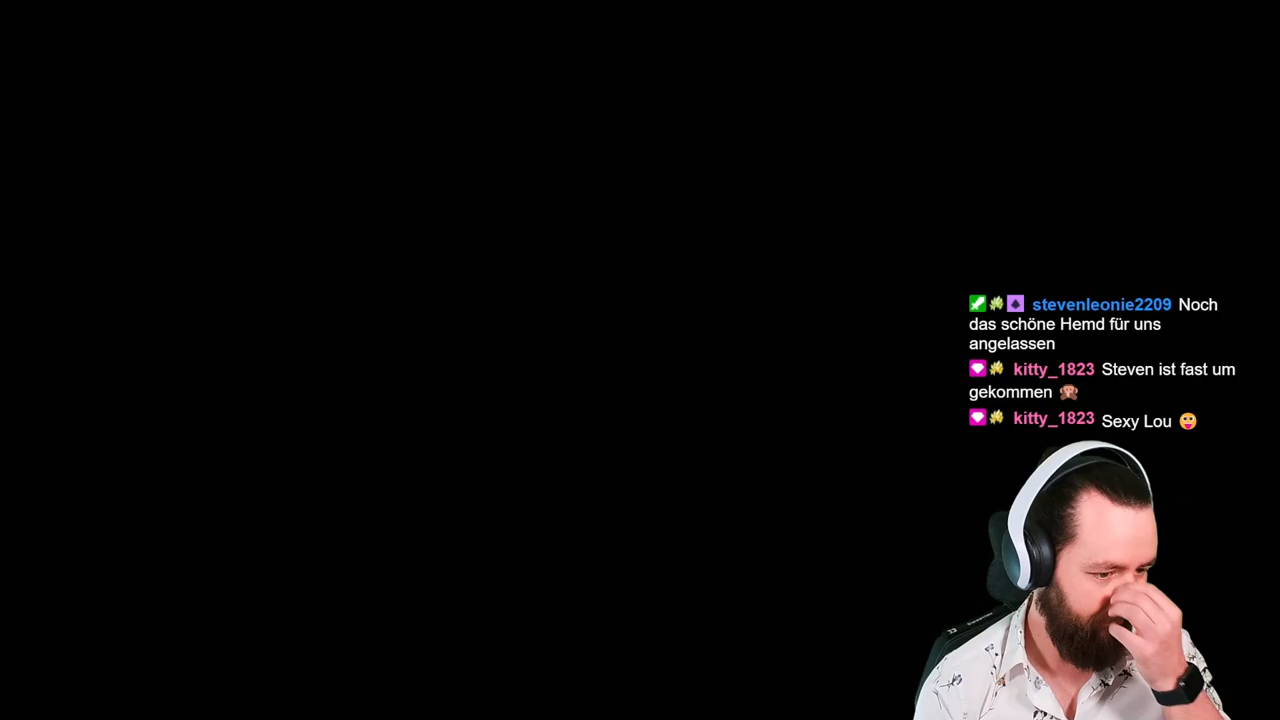 stevenleonie2209 Noch
das schöne Hemd für uns
angelassen
kitty_1823 Steven ist fast um
gekommen 🙊
kitty_1823 Sexy Lou 😛